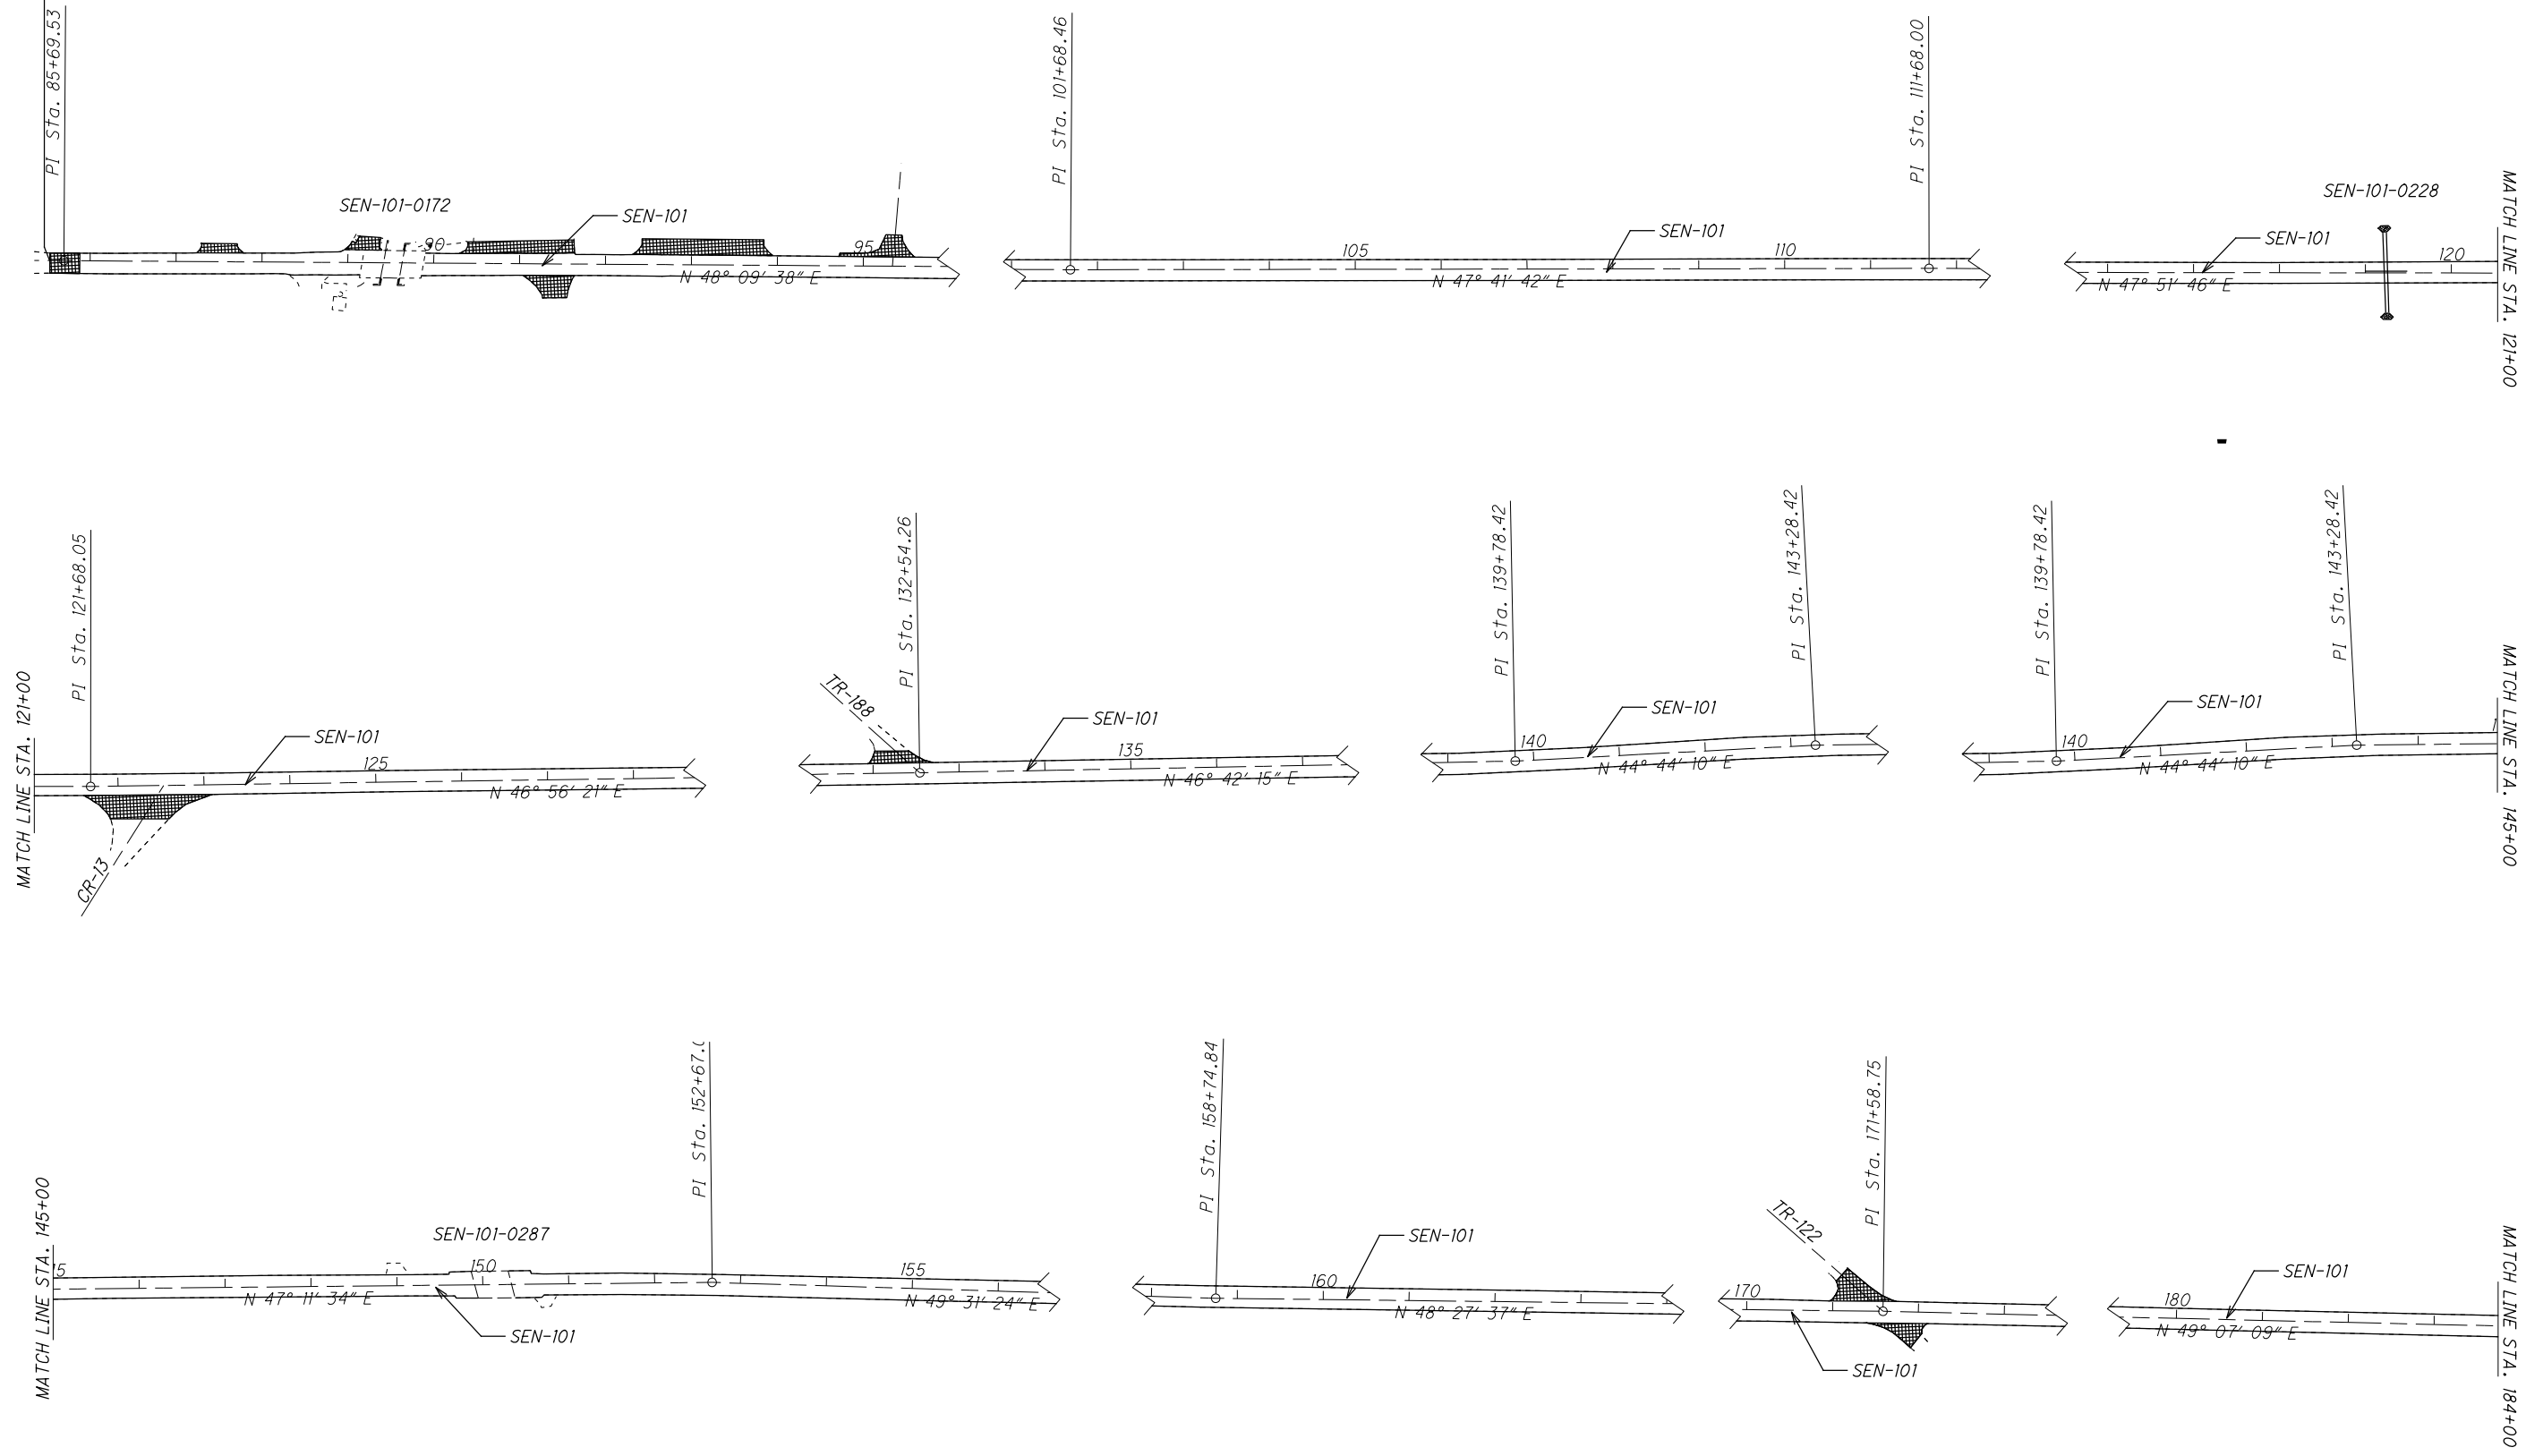 PI Sta. 85+69.53
SEN-101-0172
SEN-101
90
95
N 48° 09' 38" E
PI Sta. 101+68.46
105
SEN-101
110
N 47° 41' 42" E
PI Sta. 111+68.00
SEN-101-0228
SEN-101
120
N 47° 51' 46" E
MATCH LINE STA. 121+00
MATCH LINE STA. 121+00
PI Sta. 121+68.05
SEN-101
125
N 46° 56' 21" E
CR-13
TR-188
PI Sta. 132+54.26
SEN-101
135
N 46° 42' 15" E
PI Sta. 139+78.42
140
SEN-101
N 44° 44' 10" E
PI Sta. 143+28.42
PI Sta. 139+78.42
140
SEN-101
N 44° 44' 10" E
PI Sta. 143+28.42
MATCH LINE STA. 145+00
MATCH LINE STA. 145+00
SEN-101-0287
150
N 47° 11' 34" E
SEN-101
PI Sta. 152+67.0
155
N 49° 31' 24" E
PI Sta. 158+74.84
SEN-101
160
N 48° 27' 37" E
170
TR-122
PI Sta. 171+58.75
SEN-101
180
SEN-101
N 49° 07' 09" E
MATCH LINE STA. 184+00